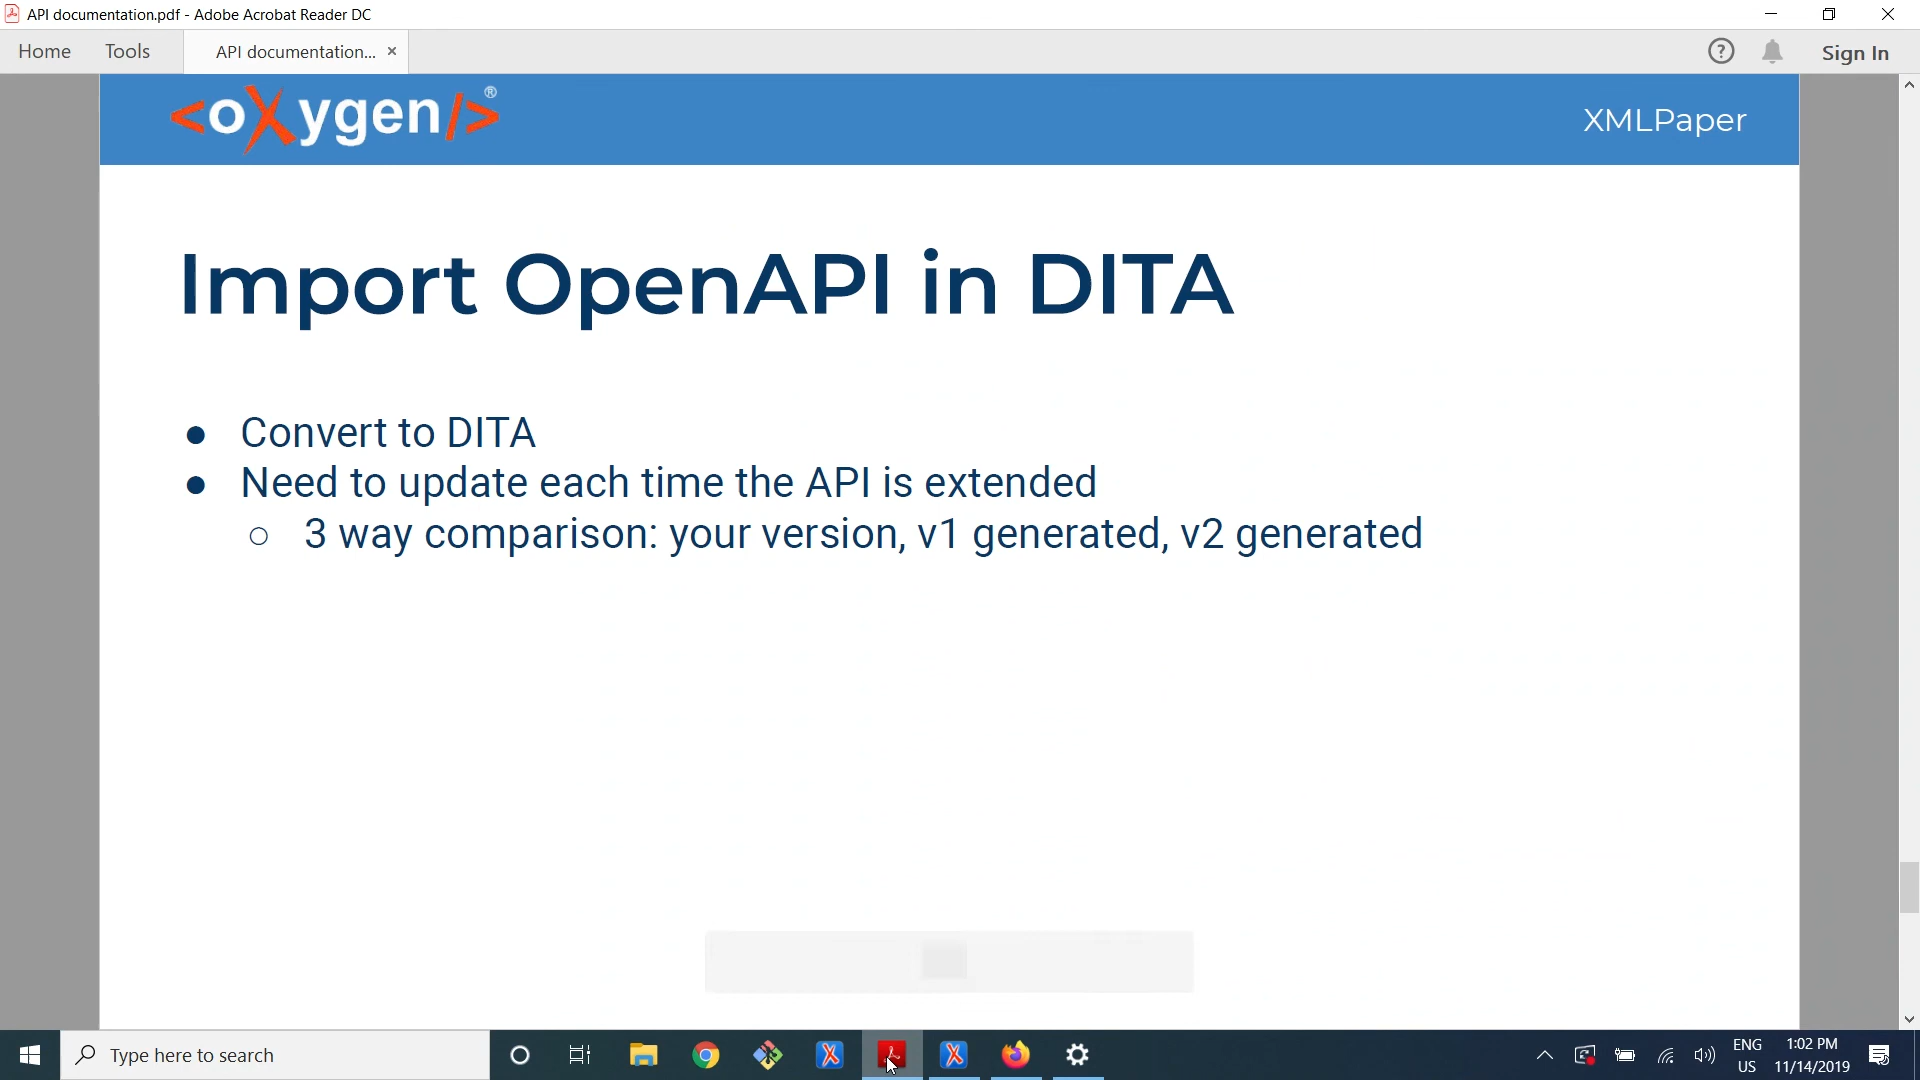 API documentation.pdf - Adobe Acrobat Reader DC
Home
Tools
API documentation...
Sign In
<oXygen/>®
XMLPaper
Import OpenAPI in DITA
● Convert to DITA
● Need to update each time the API is extended
○ 3 way comparison: your version, v1 generated, v2 generated
Type here to search
ENG
US
1:02 PM
11/14/2019